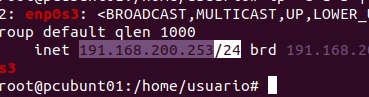 2: enp0s3: <BROADCAST,MULTICAST,UP,LOWER_U
roup default qlen 1000
inet 191.168.200.253/24 brd 191.168.20
s3
root@pcubunt01:/home/usuario#